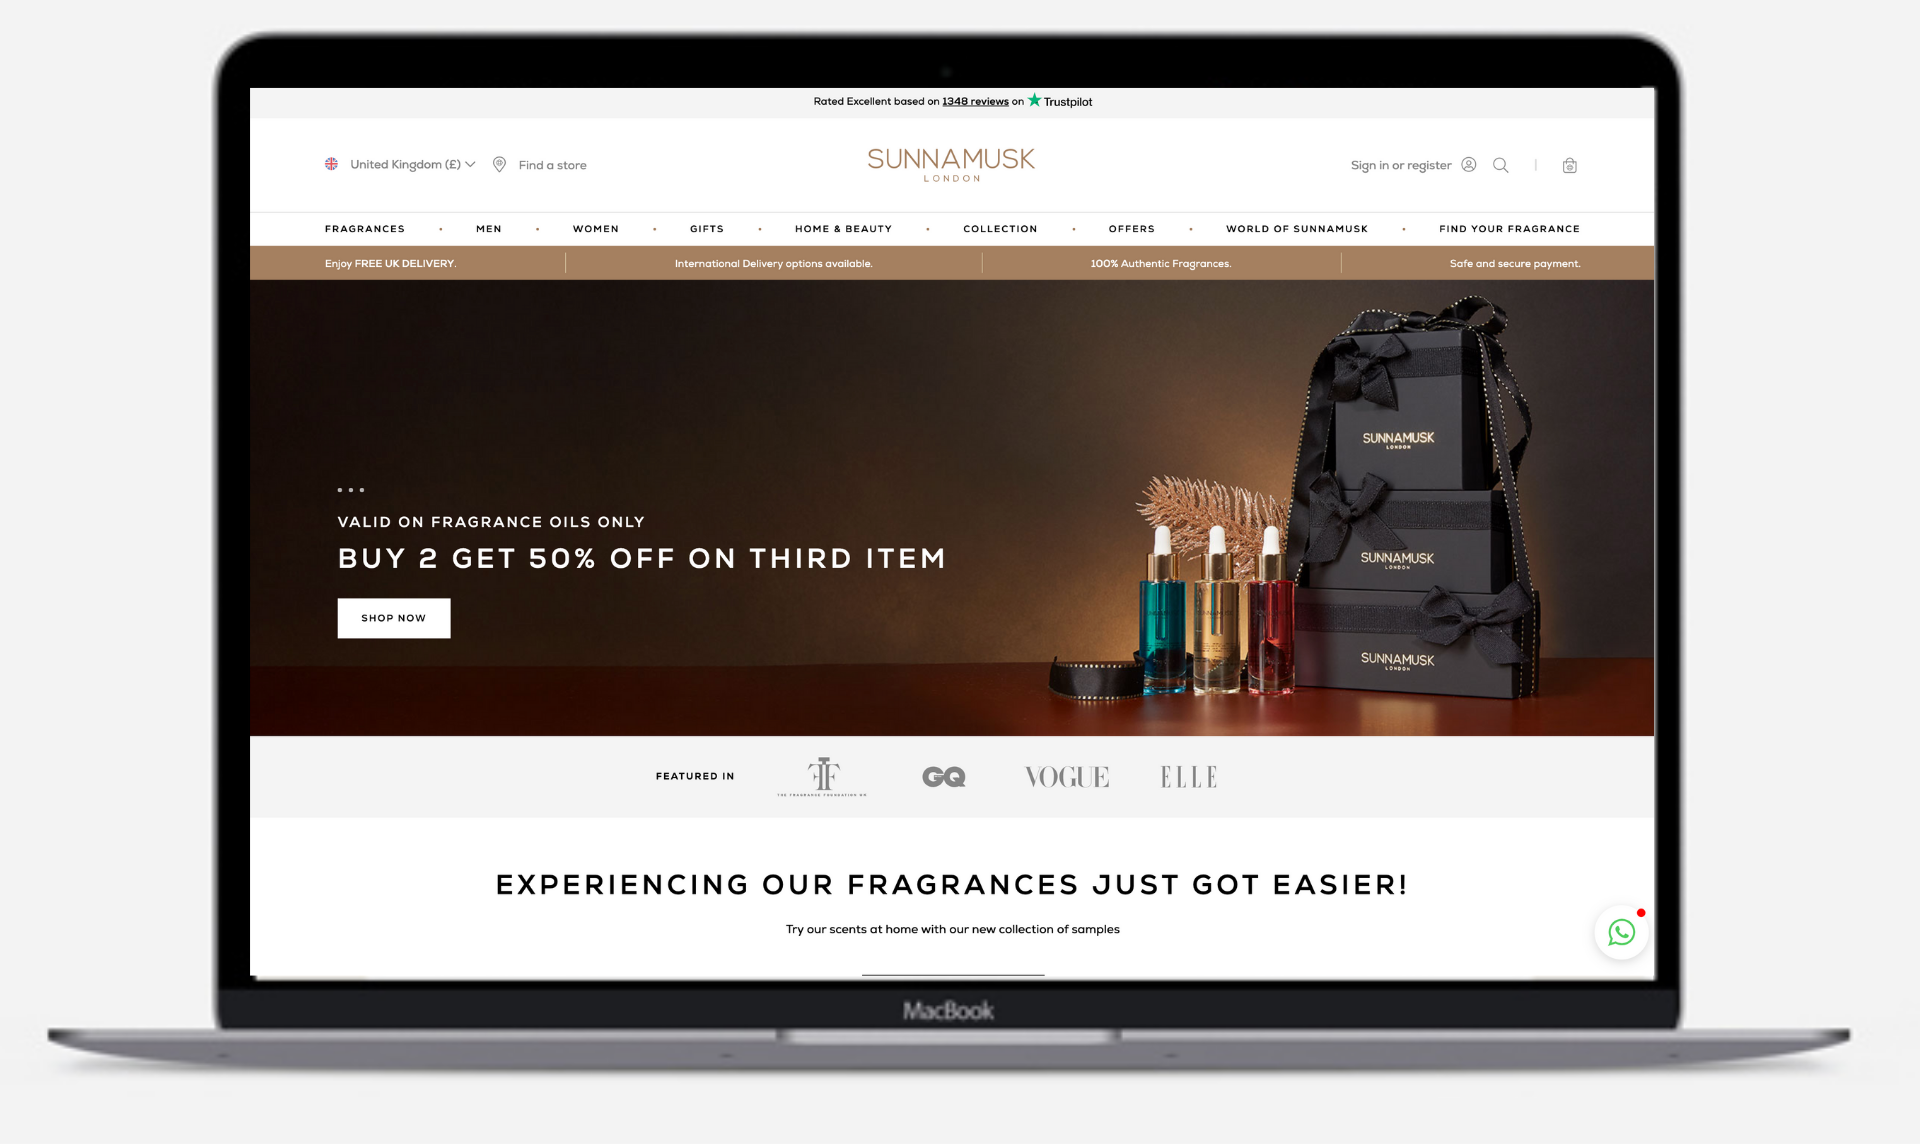 Rated Excellent based on 1348 reviews on Trustpilot
United Kingdom (£) Find a store
SUNNAMUSK
LONDON
Sign in or register
FRAGRANCES • MEN • WOMEN • GIFTS • HOME & BEAUTY • COLLECTION • OFFERS • WORLD OF SUNNAMUSK • FIND YOUR FRAGRANCE
Enjoy FREE UK DELIVERY. International Delivery options available. 100% Authentic Fragrances. Safe and secure payment.
VALID ON FRAGRANCE OILS ONLY
BUY 2 GET 50% OFF ON THIRD ITEM
SHOP NOW
SUNNAMUSK
LONDON
SUNNAMUSK
LONDON
SUNNAMUSK
LONDON
FEATURED IN
THE FRAGRANCE FOUNDATION UK
GQ
VOGUE
ELLE
EXPERIENCING OUR FRAGRANCES JUST GOT EASIER!
Try our scents at home with our new collection of samples
MacBook